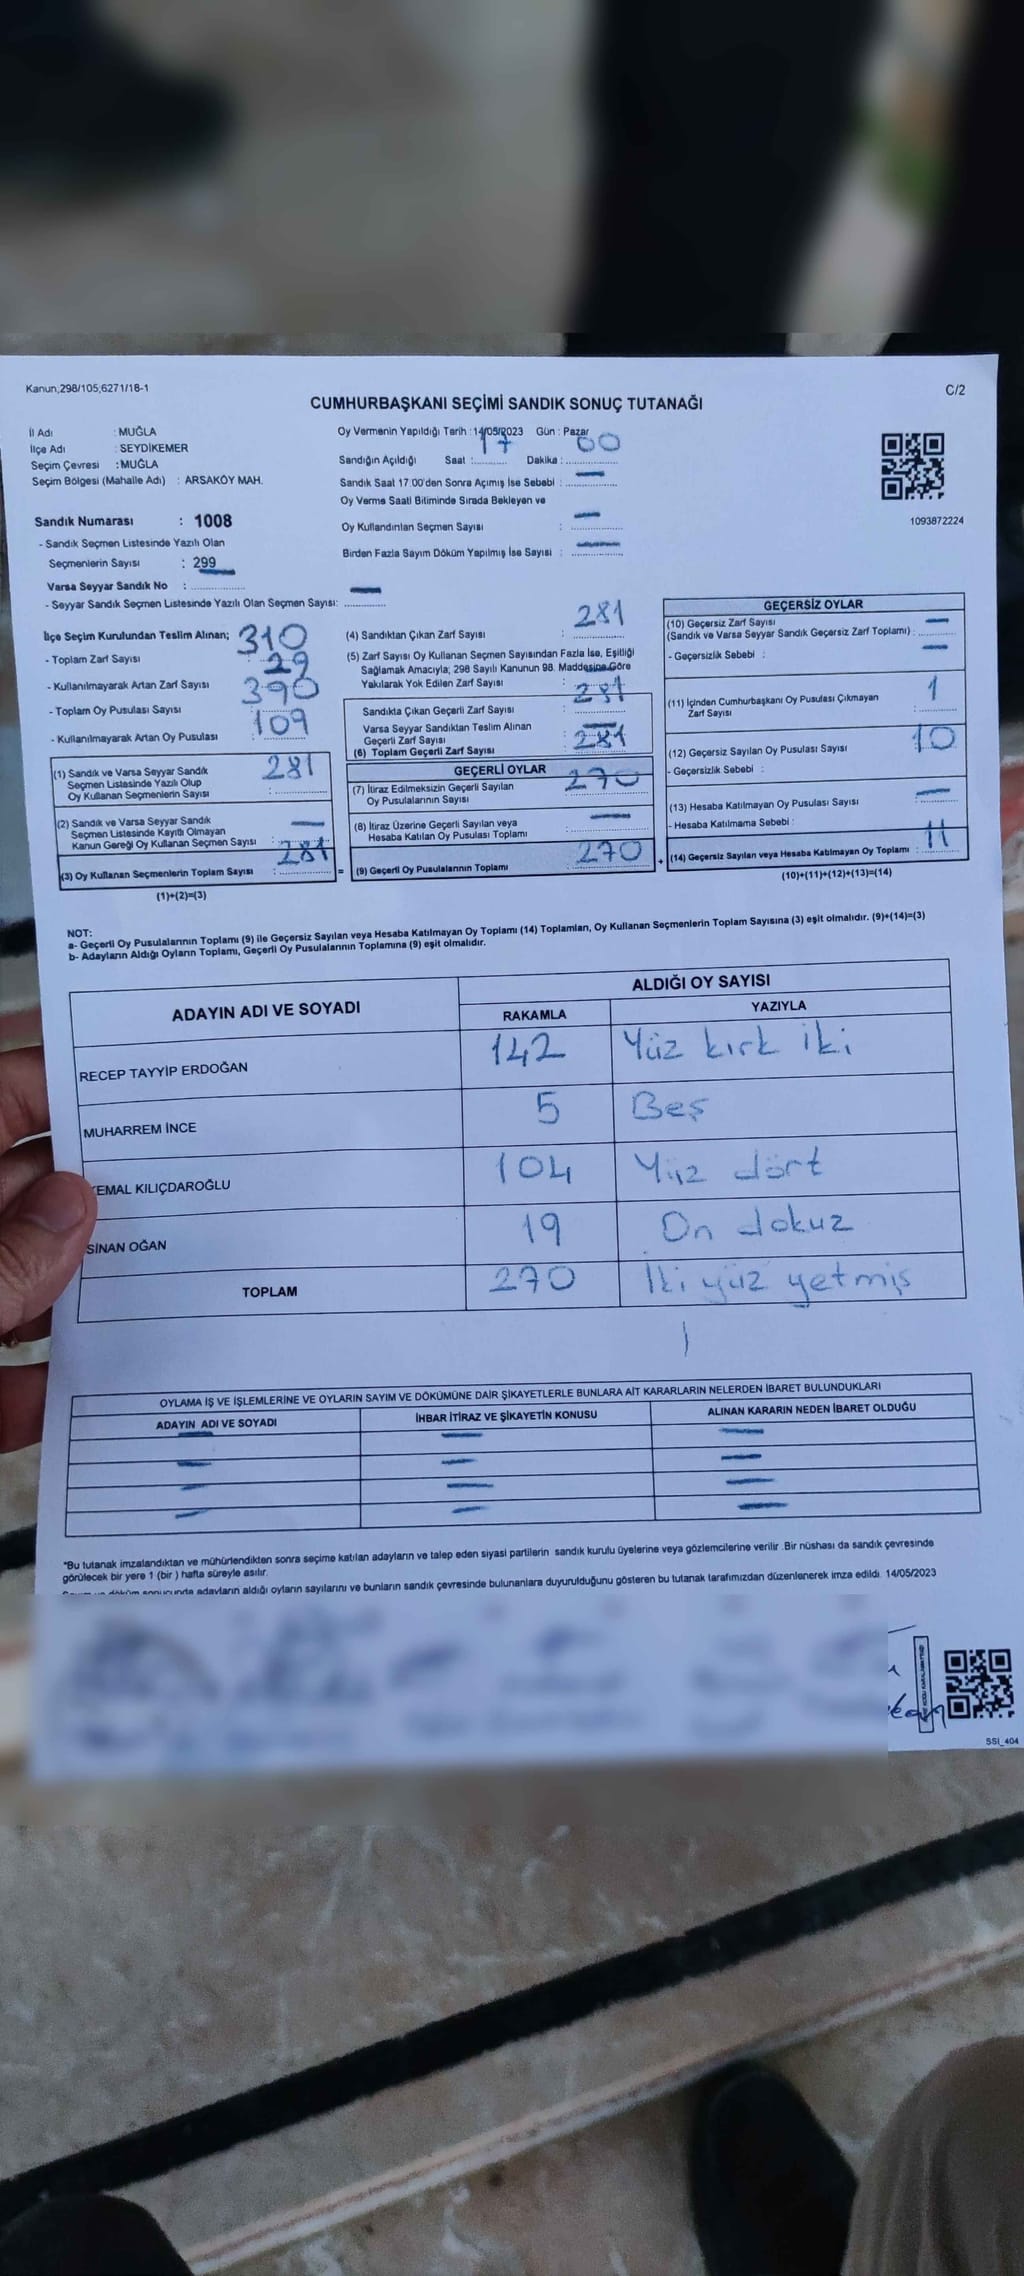 Kanun,298/105,6271/18-1
C/2
CUMHURBAŞKANI SEÇİMİ SANDIK SONUÇ TUTANAĞI
İl Adı : MUĞLA
İlçe Adı : SEYDİKEMER
Seçim Çevresi : MUĞLA
Seçim Bölgesi (Mahalle Adı) : ARSAKÖY MAH.
Oy Vermenin Yapıldığı Tarih : 14/05/2023 Gün : Pazar
Sandığın Açıldığı Saat : 17 Dakika : 00
Sandık Saat 17.00'den Sonra Açımış İse Sebebi : —
Oy Verme Saati Bitiminde Sırada Bekleyen ve
Oy Kullandırılan Seçmen Sayısı : —
Birden Fazla Sayım Döküm Yapılmış İse Sayısı : —
1093872224
Sandık Numarası : 1008
- Sandık Seçmen Listesinde Yazılı Olan
Seçmenlerin Sayısı : 299
Varsa Seyyar Sandık No :
- Seyyar Sandık Seçmen Listesinde Yazılı Olan Seçmen Sayısı: —
İlçe Seçim Kurulundan Teslim Alınan;
- Toplam Zarf Sayısı 310
- Kullanılmayarak Artan Zarf Sayısı : 29
- Toplam Oy Pusulası Sayısı : 390
- Kullanılmayarak Artan Oy Pusulası : 109
(1) Sandık ve Varsa Seyyar Sandık
Seçmen Listesinde Yazılı Olup
Oy Kullanan Seçmenlerin Sayısı : 281
(2) Sandık ve Varsa Seyyar Sandık
Seçmen Listesinde Kayıtlı Olmayan
Kanun Gereği Oy Kullanan Seçmen Sayısı : —
(3) Oy Kullanan Seçmenlerin Toplam Sayısı : 281
(1)+(2)=(3)
(4) Sandıktan Çıkan Zarf Sayısı : 281
(5) Zarf Sayısı Oy Kullanan Seçmen Sayısından Fazla İse, Eşitliği
Sağlamak Amacıyla; 298 Sayılı Kanunun 98. Maddesine Göre
Yakılarak Yok Edilen Zarf Sayısı : —
Sandıkta Çıkan Geçerli Zarf Sayısı : 281
Varsa Seyyar Sandıktan Teslim Alınan
Geçerli Zarf Sayısı : —
(6) Toplam Geçerli Zarf Sayısı : 281
GEÇERLİ OYLAR
(7) İtiraz Edilmeksizin Geçerli Sayılan
Oy Pusulalarının Sayısı : 270
(8) İtiraz Üzerine Geçerli Sayılan veya
Hesaba Katılan Oy Pusulası Toplamı : —
= (9) Geçerli Oy Pusulalarının Toplamı : 270
GEÇERSİZ OYLAR
(10) Geçersiz Zarf Sayısı
(Sandık ve Varsa Seyyar Sandık Geçersiz Zarf Toplamı) : —
- Geçersizlik Sebebi : —
(11) İçinden Cumhurbaşkanı Oy Pusulası Çıkmayan
Zarf Sayısı : 1
(12) Geçersiz Sayılan Oy Pusulası Sayısı : 10
- Geçersizlik Sebebi :
(13) Hesaba Katılmayan Oy Pusulası Sayısı : —
- Hesaba Katılmama Sebebi :
+ (14) Geçersiz Sayılan veya Hesaba Katılmayan Oy Toplamı : 11
(10)+(11)+(12)+(13)=(14)
NOT:
a- Geçerli Oy Pusulalarının Toplamı (9) ile Geçersiz Sayılan veya Hesaba Katılmayan Oy Toplamı (14) Toplamları, Oy Kullanan Seçmenlerin Toplam Sayısına (3) eşit olmalıdır. (9)+(14)=(3)
b- Adayların Aldığı Oyların Toplamı, Geçerli Oy Pusulalarının Toplamına (9) eşit olmalıdır.
ADAYIN ADI VE SOYADI ALDIĞI OY SAYISI
RAKAMLA YAZIYLA
RECEP TAYYİP ERDOĞAN 142 Yüz kırk iki
MUHARREM İNCE 5 Beş
EMAL KILIÇDAROĞLU 104 Yüz dört
SİNAN OĞAN 19 On dokuz
TOPLAM 270 İki yüz yetmiş
OYLAMA İŞ VE İŞLEMLERİNE VE OYLARIN SAYIM VE DÖKÜMÜNE DAİR ŞİKAYETLERLE BUNLARA AİT KARARLARIN NELERDEN İBARET BULUNDUKLARI
ADAYIN ADI VE SOYADI İHBAR İTİRAZ VE ŞİKAYETİN KONUSU ALINAN KARARIN NEDEN İBARET OLDUĞU
*Bu tutanak imzalandıktan ve mühürlendikten sonra seçime katılan adayların ve talep eden siyasi partilerin sandık kurulu üyelerine veya gözlemcilerine verilir. Bir nüshası da sandık çevresinde
görülecek bir yere 1 (bir ) hafta süreyle asılır.
döküm sonucunda adayların aldığı oyların sayılarını ve bunların sandık çevresinde bulunanlara duyurulduğunu gösteren bu tutanak tarafımızdan düzenlenerek imza edildi. 14/05/2023
SSI_404